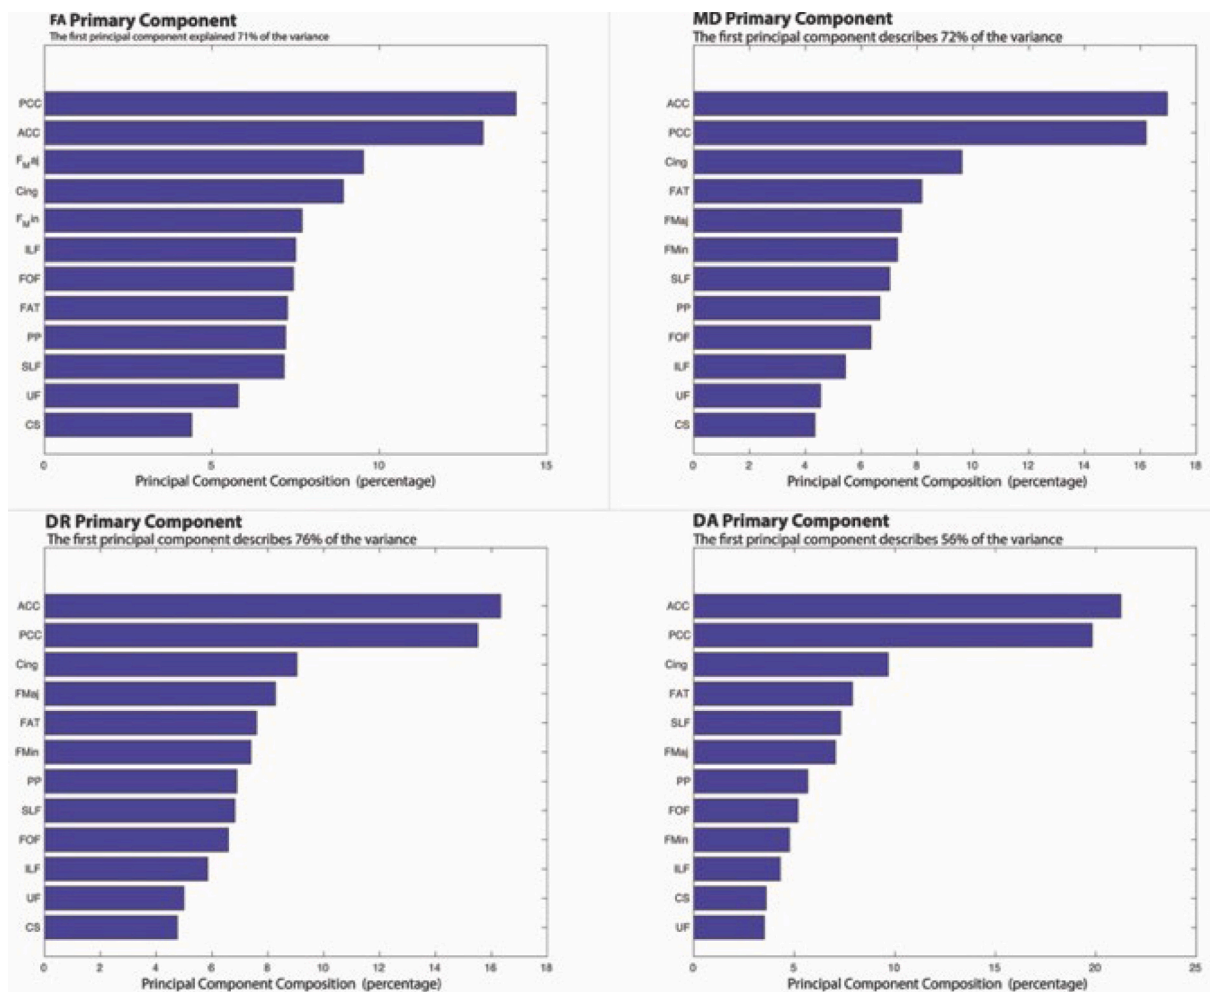 FA Primary Component
The first principal component explained 71% of the variance
PCC
ACC
FMaj
Cing
FMin
ILF
FOF
FAT
PP
SLF
UF
CS
0 5 10 15
Principal Component Composition (percentage)
MD Primary Component
The first principal component describes 72% of the variance
ACC
PCC
Cing
FAT
FMaj
FMin
SLF
PP
FOF
ILF
UF
CS
0 2 4 6 8 10 12 14 16 18
Principal Component Composition (percentage)
DR Primary Component
The first principal component describes 76% of the variance
ACC
PCC
Cing
FMaj
FAT
FMin
PP
SLF
FOF
ILF
UF
CS
0 2 4 6 8 10 12 14 16 18
Principal Component Composition (percentage)
DA Primary Component
The first principal component describes 56% of the variance
ACC
PCC
Cing
FAT
SLF
FMaj
PP
FOF
FMin
ILF
CS
UF
0 5 10 15 20 25
Principal Component Composition (percentage)